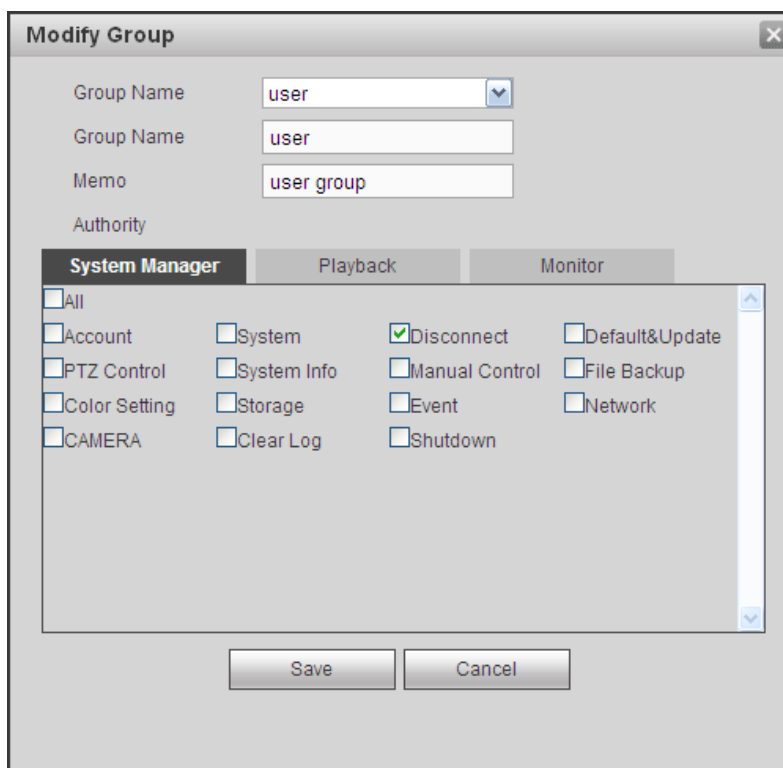 Modify Group
Group Name user
Group Name user
Memo user group
Authority
System Manager Playback Monitor
All
Account System Disconnect Default&Update
PTZ Control System Info Manual Control File Backup
Color Setting Storage Event Network
CAMERA Clear Log Shutdown
Save Cancel